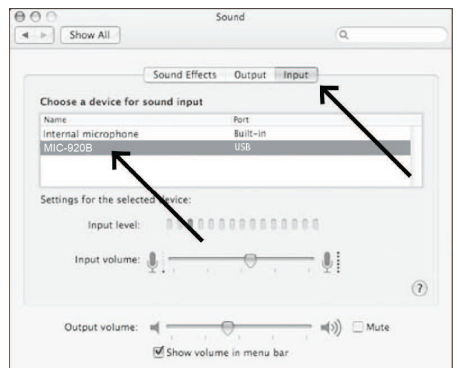 Sound
Show All
Sound Effects Output Input
Choose a device for sound input
Name Port
Internal microphone Built-in
MIC-920B USB
Settings for the selected device:
Input level:
Input volume:
?
Output volume: Mute
Show volume in menu bar